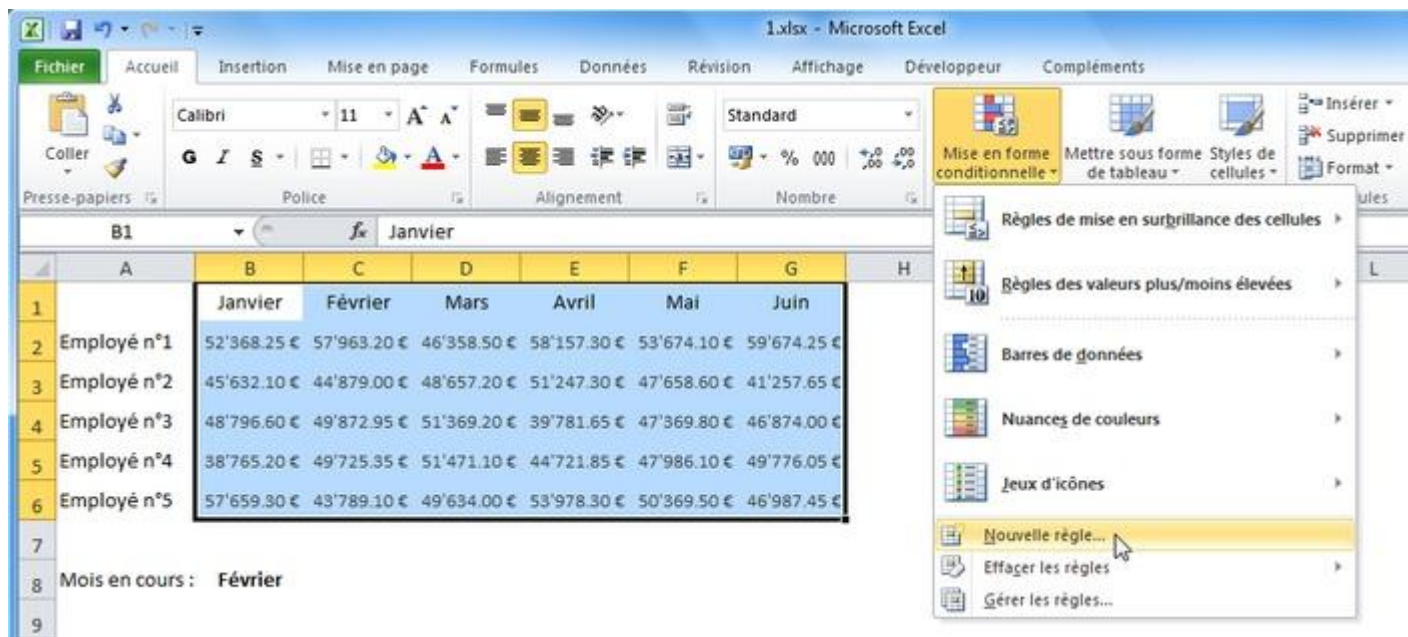 1.xlsx - Microsoft Excel
Fichier Accueil Insertion Mise en page Formules Données Révision Affichage Développeur Compléments
Coller
Calibri 11 A A
Standard
G I S A
% 000
Mise en forme conditionnelle
Mettre sous forme de tableau
Styles de cellules
Insérer
Supprimer
Format
Presse-papiers Police Alignement Nombre ules
B1 fx Janvier
A B C D E F G H L
1 Janvier Février Mars Avril Mai Juin
2 Employé n°1 52'368.25 € 57'963.20 € 46'358.50 € 58'157.30 € 53'674.10 € 59'674.25 €
3 Employé n°2 45'632.10 € 44'879.00 € 48'657.20 € 51'247.30 € 47'658.60 € 41'257.65 €
4 Employé n°3 48'796.60 € 49'872.95 € 51'369.20 € 39'781.65 € 47'369.80 € 46'874.00 €
5 Employé n°4 38'765.20 € 49'725.35 € 51'471.10 € 44'721.85 € 47'986.10 € 49'776.05 €
6 Employé n°5 57'659.30 € 43'789.10 € 49'634.00 € 53'978.30 € 50'369.50 € 46'987.45 €
7
8 Mois en cours : Février
9
Règles de mise en surbrillance des cellules
Règles des valeurs plus/moins élevées
Barres de données
Nuances de couleurs
Jeux d'icônes
Nouvelle règle...
Effacer les règles
Gérer les règles...